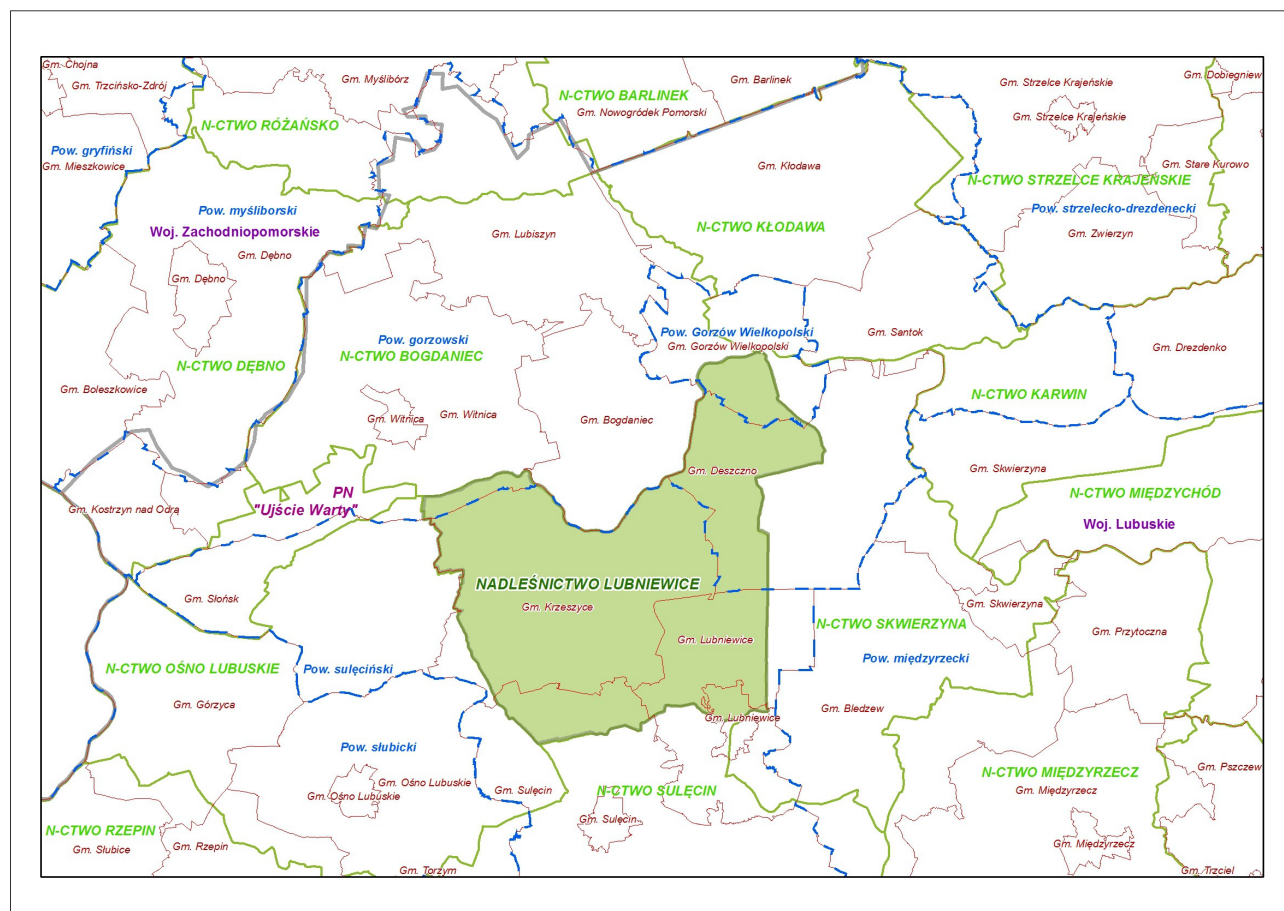 Gm. Chojna
Gm. Trzcińsko-Zdrój
Gm. Myślibórz
Gm. Barlinek
Gm. Strzelce Krajeńskie
Gm. Dobiegniew
N-CTWO BARLINEK
Gm. Nowogródek Pomorski
Gm. Strzelce Krajeńskie
N-CTWO RÓŻAŃSKO
Pow. gryfiński
Gm. Mieszkowice
Gm. Kłodawa
Gm. Stare Kurowo
N-CTWO STRZELCE KRAJEŃSKIE
Pow. myśliborski
Pow. strzelecko-drezdenecki
Woj. Zachodniopomorskie
N-CTWO KŁODAWA
Gm. Zwierzyn
Gm. Lubiszyn
Gm. Dębno
Gm. Dębno
Pow. gorzowski
Pow. Gorzów Wielkopolski
Gm. Santok
Gm. Gorzów Wielkopolski
Gm. Drezdenko
N-CTWO BOGDANIEC
N-CTWO DĘBNO
Gm. Boleszkowice
N-CTWO KARWIN
Gm. Witnica
Gm. Witnica
Gm. Bogdaniec
Gm. Deszczno
Gm. Skwierzyna
PN
"Ujście Warty"
N-CTWO MIĘDZYCHÓD
Gm. Kostrzyn nad Odrą
Woj. Lubuskie
NADLEŚNICTWO LUBNIEWICE
Gm. Słońsk
Gm. Krzeszyce
Gm. Skwierzyna
N-CTWO SKWIERZYNA
Gm. Lubniewice
Gm. Przytoczna
N-CTWO OŚNO LUBUSKIE
Pow. sulęciński
Pow. międzyrzecki
Gm. Górzyca
Gm. Bledzew
Gm. Lubniewice
Pow. słubicki
Gm. Pszczew
N-CTWO MIĘDZYRZECZ
Gm. Ośno Lubuskie
Gm. Ośno Lubuskie
Gm. Sulęcin
N-CTWO SULĘCIN
Gm. Międzyrzecz
Gm. Sulęcin
N-CTWO RZEPIN
Gm. Słubice
Gm. Rzepin
Gm. Międzyrzecz
Gm. Torzym
Gm. Trzciel